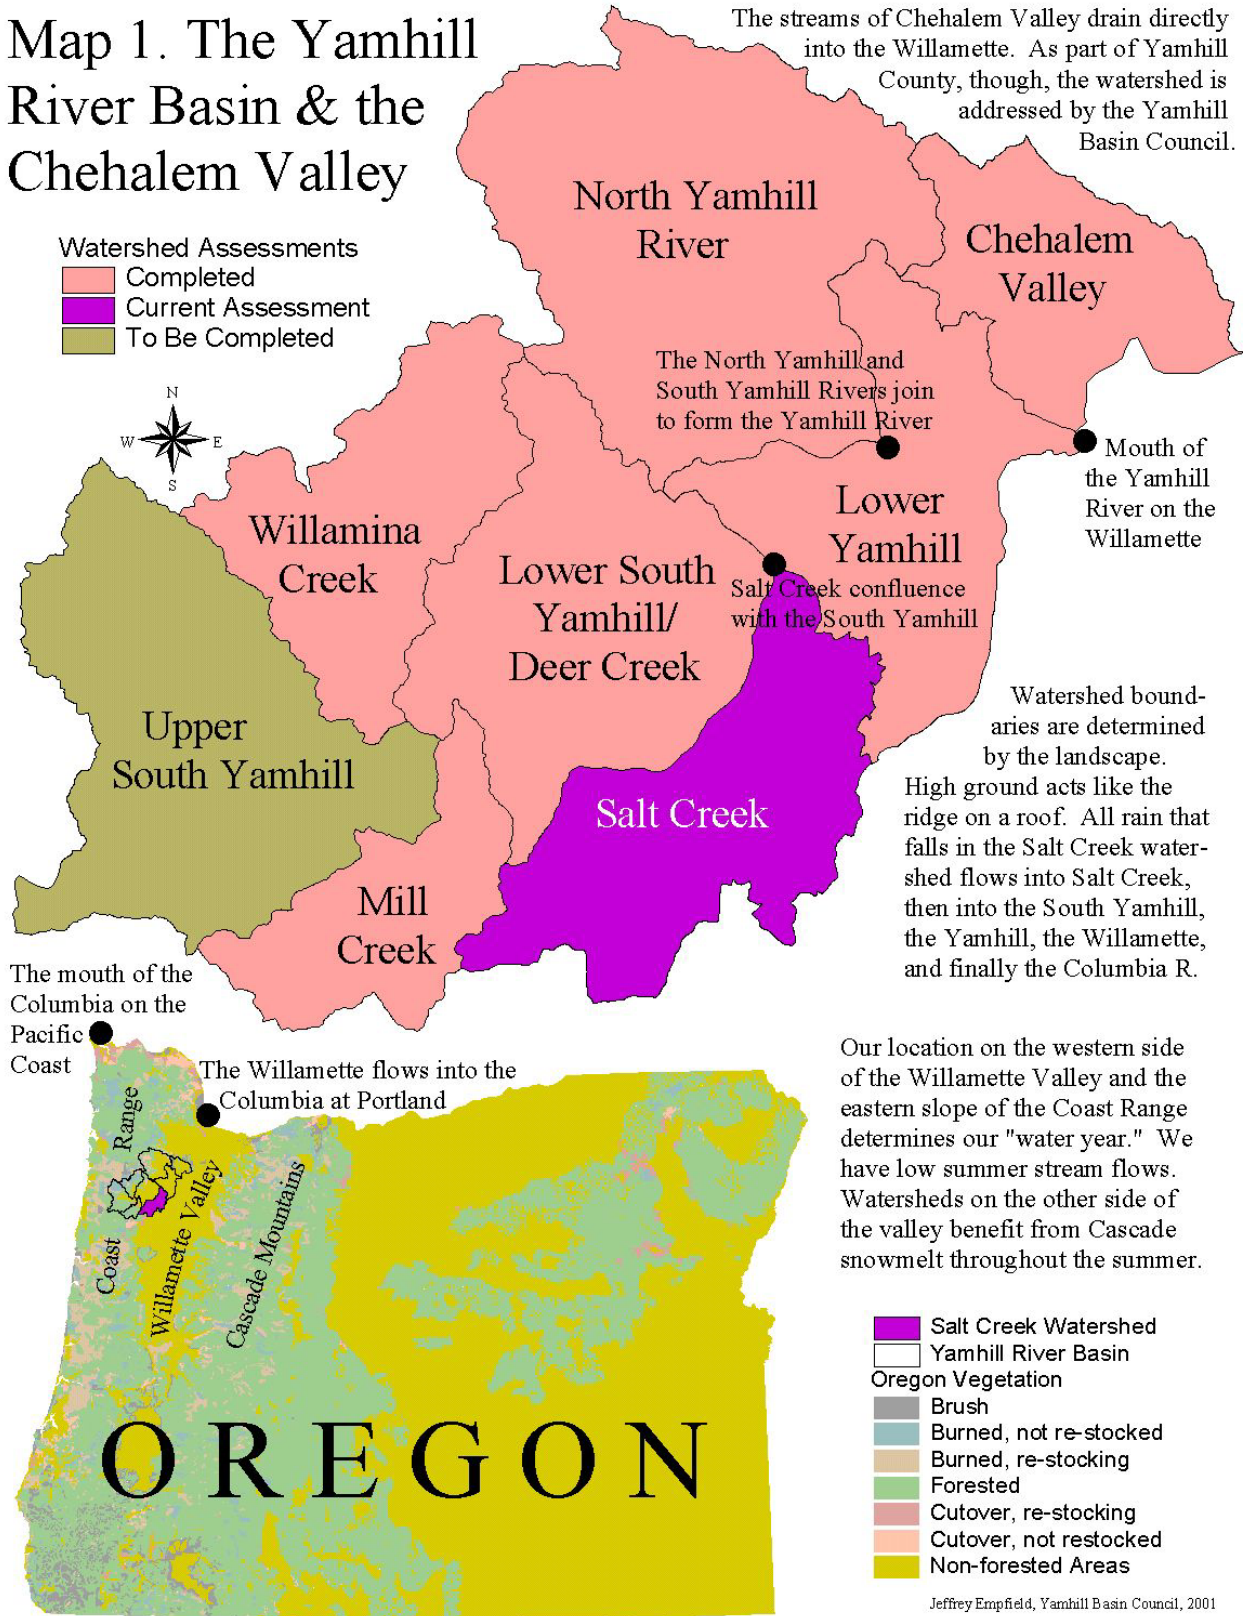 Map 1. The Yamhill
River Basin & the
Chehalem Valley
The streams of Chehalem Valley drain directly
into the Willamette. As part of Yamhill
County, though, the watershed is
addressed by the Yamhill
Basin Council.
Watershed Assessments
Completed
Current Assessment
To Be Completed
N
W E
S
North Yamhill
River
Chehalem
Valley
The North Yamhill and
South Yamhill Rivers join
to form the Yamhill River
Mouth of
the Yamhill
River on the
Willamette
Lower
Yamhill
Willamina
Creek
Lower South
Yamhill/
Deer Creek
Salt Creek confluence
with the South Yamhill
Upper
South Yamhill
Salt Creek
Mill
Creek
Watershed bound-
aries are determined
by the landscape.
High ground acts like the
ridge on a roof. All rain that
falls in the Salt Creek water-
shed flows into Salt Creek,
then into the South Yamhill,
the Yamhill, the Willamette,
and finally the Columbia R.
The mouth of the
Columbia on the
Pacific
Coast
The Willamette flows into the
Columbia at Portland
Coast Range
Willamette Valley
Cascade Mountains
OREGON
Our location on the western side
of the Willamette Valley and the
eastern slope of the Coast Range
determines our "water year." We
have low summer stream flows.
Watersheds on the other side of
the valley benefit from Cascade
snowmelt throughout the summer.
Salt Creek Watershed
Yamhill River Basin
Oregon Vegetation
Brush
Burned, not re-stocked
Burned, re-stocking
Forested
Cutover, re-stocking
Cutover, not restocked
Non-forested Areas
Jeffrey Empfield, Yamhill Basin Council, 2001